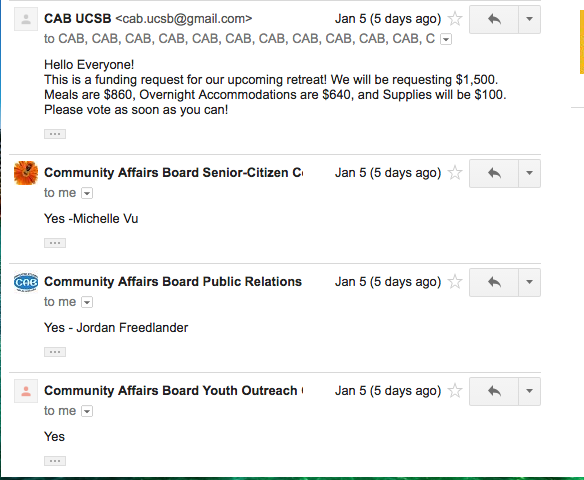 CAB UCSB <cab.ucsb@gmail.com> Jan 5 (5 days ago)
to CAB, CAB, CAB, CAB, CAB, CAB, CAB, CAB, CAB, CAB, CAB, C
Hello Everyone!
This is a funding request for our upcoming retreat! We will be requesting $1,500.
Meals are $860, Overnight Accommodations are $640, and Supplies will be $100.
Please vote as soon as you can!
Community Affairs Board Senior-Citizen Jan 5 (5 days ago)
to me
Yes -Michelle Vu
CAB
Community Affairs Board Public Relations Jan 5 (5 days ago)
to me
Yes - Jordan Freedlander
Community Affairs Board Youth Outreach Jan 5 (5 days ago)
to me
Yes